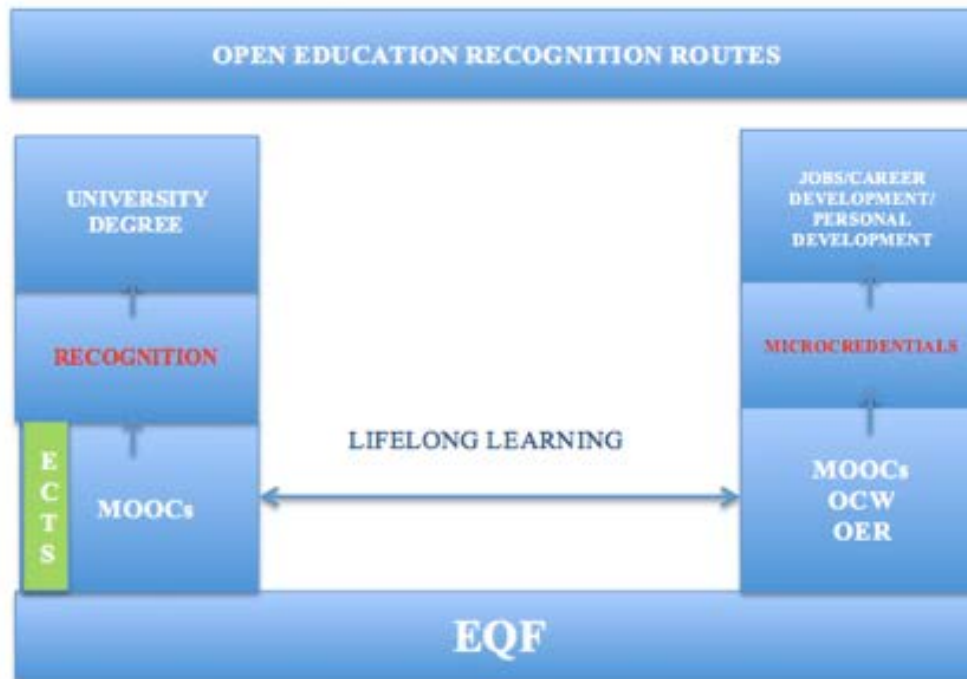 OPEN EDUCATION RECOGNITION ROUTES
UNIVERSITY
DEGREE
RECOGNITION
E
C
T
S
MOOCs
LIFELONG LEARNING
JOBS/CAREER
DEVELOPMENT/
PERSONAL
DEVELOPMENT
MICROCREDENTIALS
MOOCs
OCW
OER
EQF